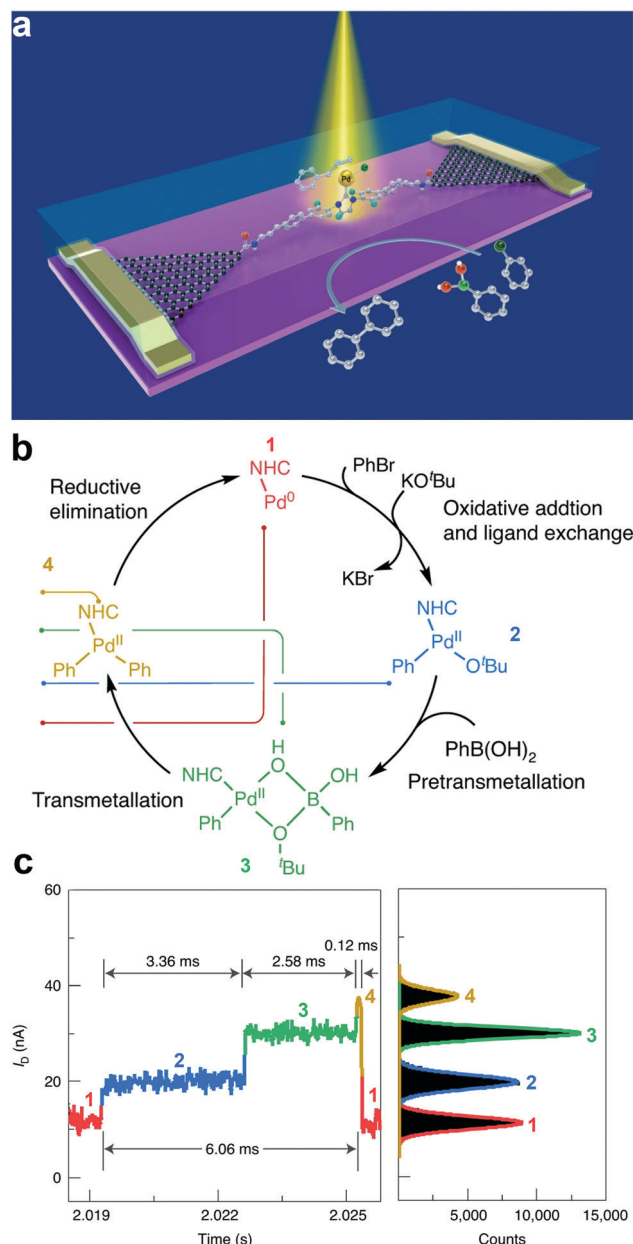 a
Pd
b
1
NHC
Pd⁰
PhBr
KOᵗBu
KBr
Oxidative addtion
and ligand exchange
Reductive
elimination
4
NHC
Pdᴵᴵ
Ph Ph
NHC
Pdᴵᴵ
Ph OᵗBu
2
PhB(OH)₂
Pretransmetallation
Transmetallation
H
O
NHC
Pdᴵᴵ
B
OH
Ph
O
Ph
ᵗBu
3
c
60
40
20
0
I_D (nA)
3.36 ms
2.58 ms
0.12 ms
6.06 ms
1
2
3
4
1
2.019 2.022 2.025
Time (s)
4
3
2
1
5,000 10,000 15,000
Counts